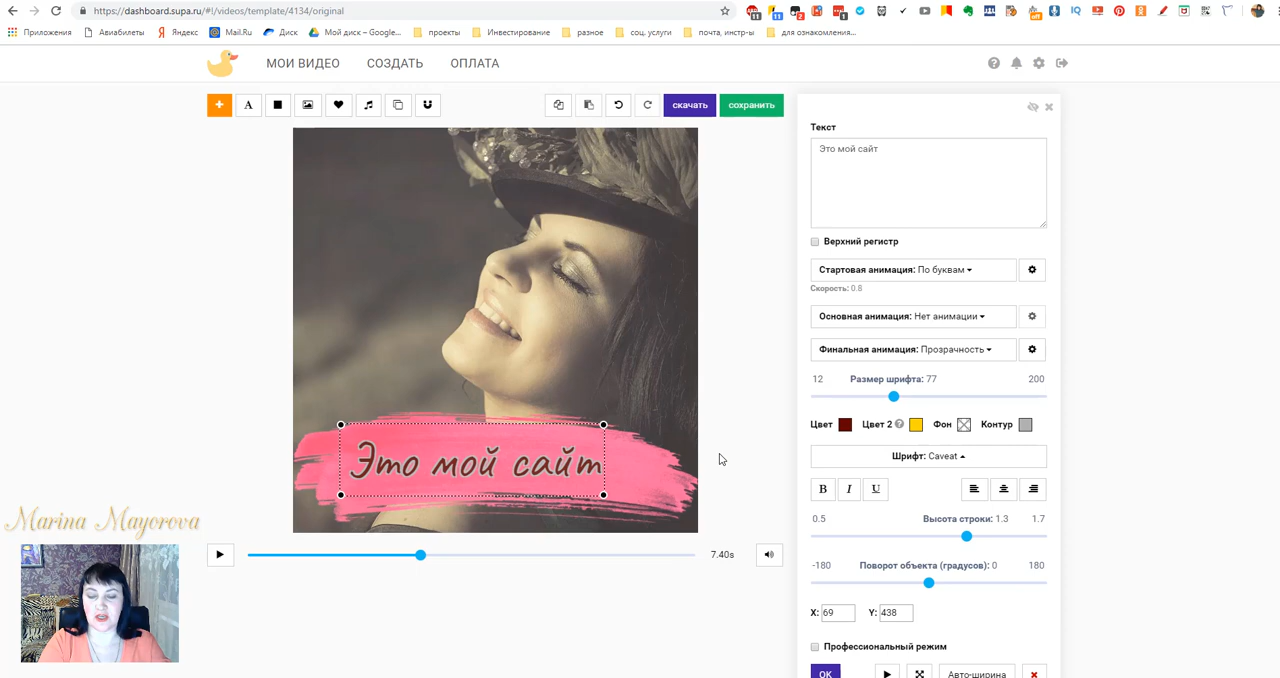 https://dashboard.supa.ru/#!/videos/template/4134/original
Приложения Авиабилеты Яндекс Mail.Ru Диск Мой диск – Google... проекты Инвестирование разное соц. услуги почта, инстр-ы для ознакомления...
МОИ ВИДЕО СОЗДАТЬ ОПЛАТА
A скачать сохранить
Текст
Это мой сайт
Верхний регистр
Стартовая анимация: По буквам
Скорость: 0.8
Основная анимация: Нет анимации
Финальная анимация: Прозрачность
12 Размер шрифта: 77 200
Цвет Цвет 2 Фон Контур
Шрифт: Caveat
B I U
0.5 Высота строки: 1.3 1.7
-180 Поворот объекта (градусов): 0 180
X: 69 Y: 438
Профессиональный режим
OK Авто-ширина
Это мой сайт
7.40s
Marina Mayorova